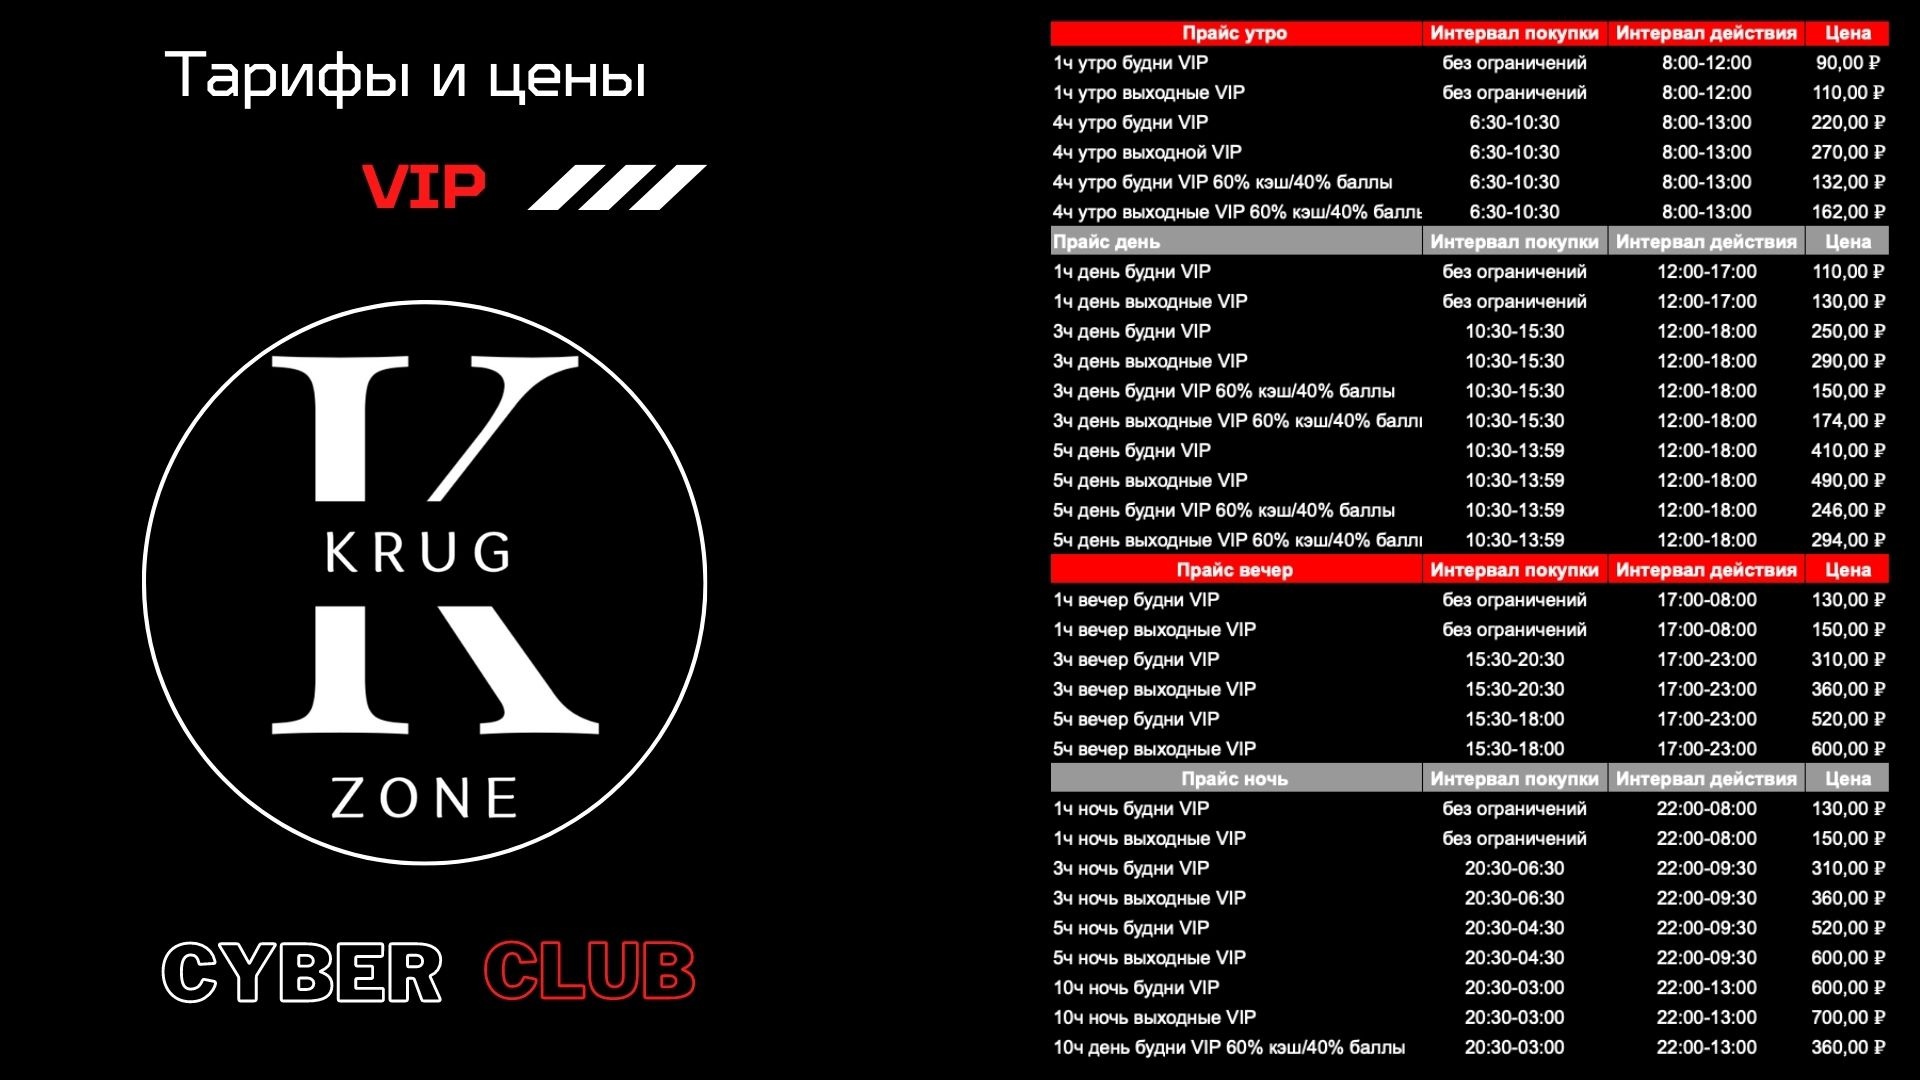 Тарифы и цены
VIP
KRUG
ZONE
CYBER CLUB
Прайс утро Интервал покупки Интервал действия Цена
1ч утро будни VIP без ограничений 8:00-12:00 90,00 ₽
1ч утро выходные VIP без ограничений 8:00-12:00 110,00 ₽
4ч утро будни VIP 6:30-10:30 8:00-13:00 220,00 ₽
4ч утро выходной VIP 6:30-10:30 8:00-13:00 270,00 ₽
4ч утро будни VIP 60% кэш/40% баллы 6:30-10:30 8:00-13:00 132,00 ₽
4ч утро выходные VIP 60% кэш/40% баллы 6:30-10:30 8:00-13:00 162,00 ₽
Прайс день Интервал покупки Интервал действия Цена
1ч день будни VIP без ограничений 12:00-17:00 110,00 ₽
1ч день выходные VIP без ограничений 12:00-17:00 130,00 ₽
3ч день будни VIP 10:30-15:30 12:00-18:00 250,00 ₽
3ч день выходные VIP 10:30-15:30 12:00-18:00 290,00 ₽
3ч день будни VIP 60% кэш/40% баллы 10:30-15:30 12:00-18:00 150,00 ₽
3ч день выходные VIP 60% кэш/40% баллы 10:30-15:30 12:00-18:00 174,00 ₽
5ч день будни VIP 10:30-13:59 12:00-18:00 410,00 ₽
5ч день выходные VIP 10:30-13:59 12:00-18:00 490,00 ₽
5ч день будни VIP 60% кэш/40% баллы 10:30-13:59 12:00-18:00 246,00 ₽
5ч день выходные VIP 60% кэш/40% баллы 10:30-13:59 12:00-18:00 294,00 ₽
Прайс вечер Интервал покупки Интервал действия Цена
1ч вечер будни VIP без ограничений 17:00-08:00 130,00 ₽
1ч вечер выходные VIP без ограничений 17:00-08:00 150,00 ₽
3ч вечер будни VIP 15:30-20:30 17:00-23:00 310,00 ₽
3ч вечер выходные VIP 15:30-20:30 17:00-23:00 360,00 ₽
5ч вечер будни VIP 15:30-18:00 17:00-23:00 520,00 ₽
5ч вечер выходные VIP 15:30-18:00 17:00-23:00 600,00 ₽
Прайс ночь Интервал покупки Интервал действия Цена
1ч ночь будни VIP без ограничений 22:00-08:00 130,00 ₽
1ч ночь выходные VIP без ограничений 22:00-08:00 150,00 ₽
3ч ночь будни VIP 20:30-06:30 22:00-09:30 310,00 ₽
3ч ночь выходные VIP 20:30-06:30 22:00-09:30 360,00 ₽
5ч ночь будни VIP 20:30-04:30 22:00-09:30 520,00 ₽
5ч ночь выходные VIP 20:30-04:30 22:00-09:30 600,00 ₽
10ч ночь будни VIP 20:30-03:00 22:00-13:00 600,00 ₽
10ч ночь выходные VIP 20:30-03:00 22:00-13:00 700,00 ₽
10ч день будни VIP 60% кэш/40% баллы 20:30-03:00 22:00-13:00 360,00 ₽